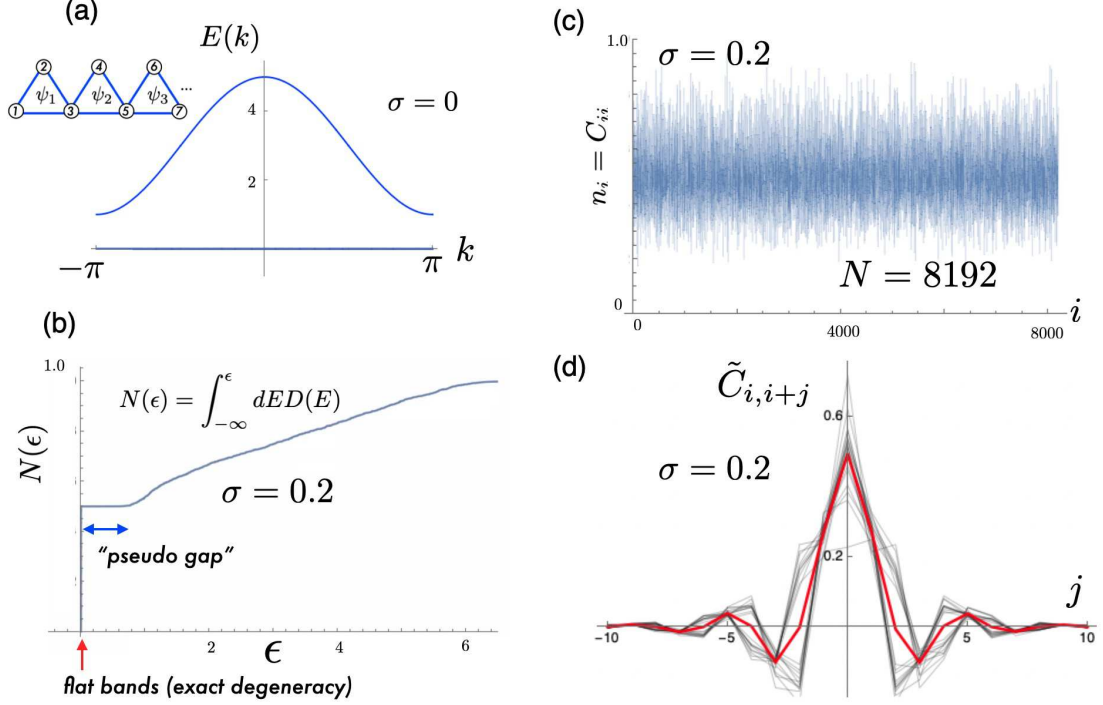 (a)
E(k)
σ = 0
2 4 6
ψ₁ ψ₂ ψ₃ ...
1 3 5 7
4
2
−π π k
(b)
1.0
N(ϵ) = ∫_{-∞}^{ϵ} dED(E)
N(ϵ)
σ = 0.2
“pseudo gap”
2 ϵ 4 6
flat bands (exact degeneracy)
(c)
1.0
σ = 0.2
n_i = C_{ii}
N = 8192
0
0 4000 8000 i
(d)
C̃_{i,i+j}
0.6
σ = 0.2
0.2
j
−10 −5 5 10